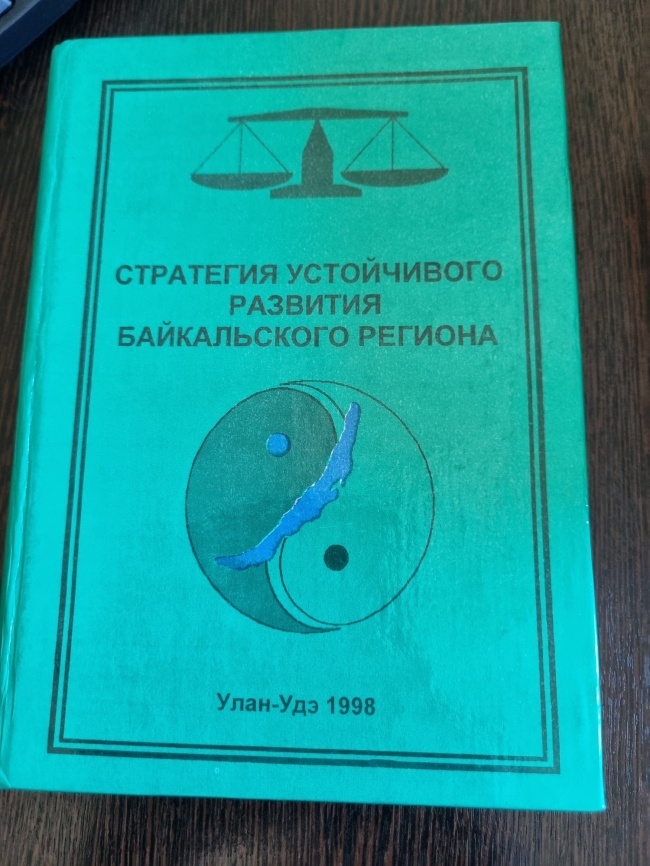 СТРАТЕГИЯ УСТОЙЧИВОГО
РАЗВИТИЯ
БАЙКАЛЬСКОГО РЕГИОНА
Улан-Удэ 1998